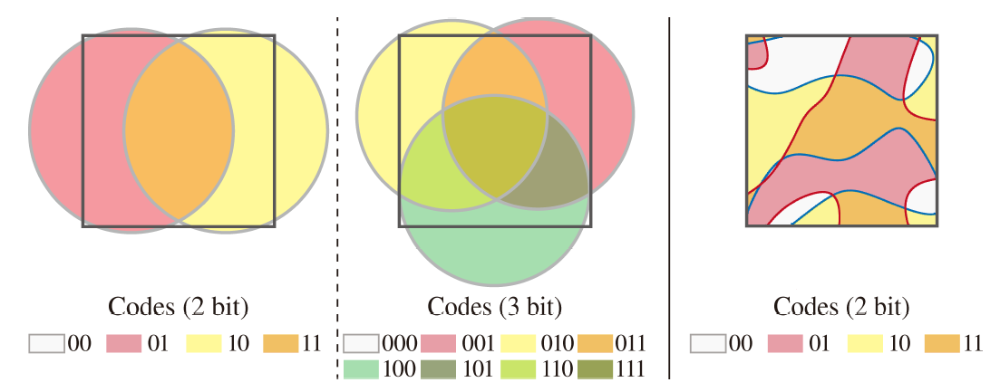 Codes (2 bit)
00 01 10 11
Codes (3 bit)
000 001 010 011
100 101 110 111
Codes (2 bit)
00 01 10 11